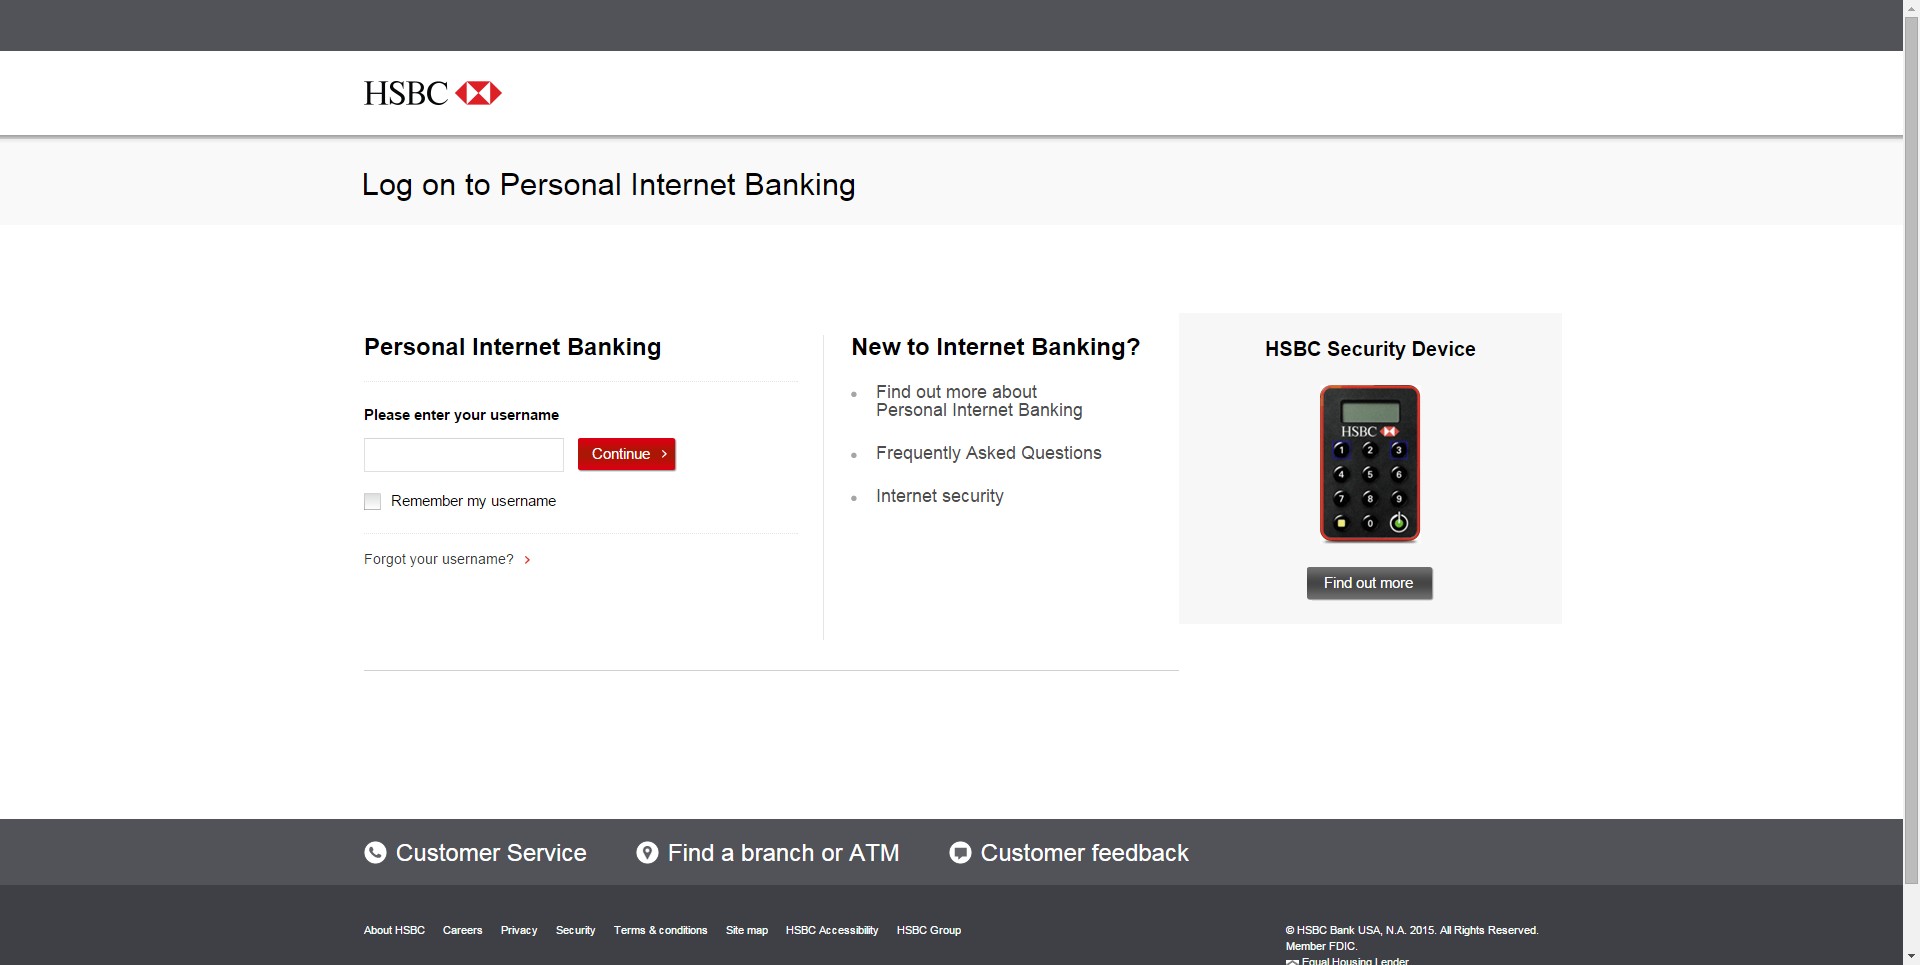 HSBC
Log on to Personal Internet Banking
Personal Internet Banking
Please enter your username
Continue
Remember my username
Forgot your username?
New to Internet Banking?
Find out more about
Personal Internet Banking
Frequently Asked Questions
Internet security
HSBC Security Device
HSBC
1 2 3
4 5 6
7 8 9
0
Find out more
Customer Service
Find a branch or ATM
Customer feedback
About HSBC Careers Privacy Security Terms & conditions Site map HSBC Accessibility HSBC Group
© HSBC Bank USA, N.A. 2015. All Rights Reserved.
Member FDIC.
Equal Housing Lender